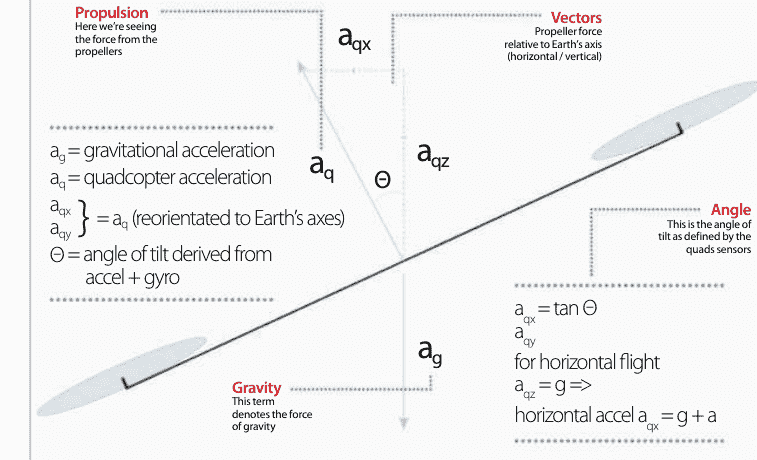 Propulsion
Here we're seeing
the force from the
propellers
Vectors
Propeller force
relative to Earth's axis
(horizontal / vertical)
aqx
aq
Θ
aqz
ag = gravitational acceleration
aq = quadcopter acceleration
aqx
aqy
} = aq (reorientated to Earth's axes)
Θ = angle of tilt derived from
accel + gyro
Angle
This is the angle of
tilt as defined by the
quads sensors
aqx = tan Θ
aqy
for horizontal flight
aqz = g =>
horizontal accel aqx = g + a
ag
Gravity
This term
denotes the force
of gravity